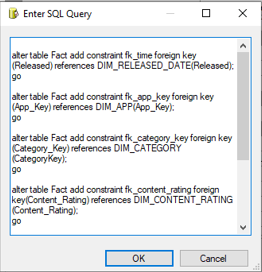 Enter SQL Query
alter table Fact add constraint fk_time foreign key
(Released) references DIM_RELEASED_DATE(Released);
go
alter table Fact add constraint fk_app_key foreign key
(App_Key) references DIM_APP(App_Key);
go
alter table Fact add constraint fk_category_key foreign key
(Category_Key) references DIM_CATEGORY
(CategoryKey);
go
alter table Fact add constraint fk_content_rating foreign
key(Content_Rating) references DIM_CONTENT_RATING
(Content_Rating);
go
OK
Cancel